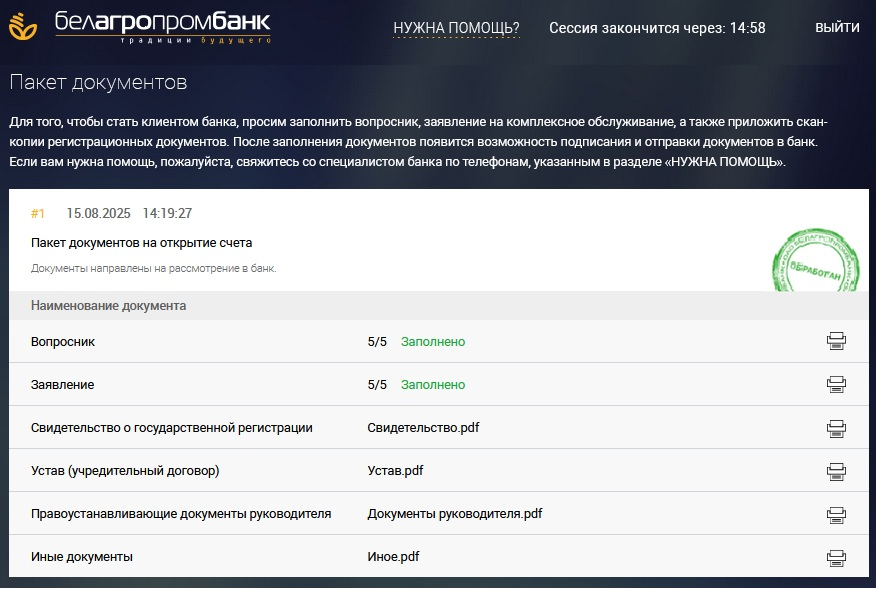 белагропромбанк
традиции будущего
НУЖНА ПОМОЩЬ?
Сессия закончится через: 14:58
ВЫЙТИ
Пакет документов
Для того, чтобы стать клиентом банка, просим заполнить вопросник, заявление на комплексное обслуживание, а также приложить скан-
копии регистрационных документов. После заполнения документов появится возможность подписания и отправки документов в банк.
Если вам нужна помощь, пожалуйста, свяжитесь со специалистом банка по телефонам, указанным в разделе «НУЖНА ПОМОЩЬ».
#1 15.08.2025 14:19:27
Пакет документов на открытие счета
Документы направлены на рассмотрение в банк.
ОАО БЕЛАГРОПРОМБАНК
ОБРАБОТАН
Наименование документа
Вопросник 5/5 Заполнено
Заявление 5/5 Заполнено
Свидетельство о государственной регистрации Свидетельство.pdf
Устав (учредительный договор) Устав.pdf
Правоустанавливающие документы руководителя Документы руководителя.pdf
Иные документы Иное.pdf